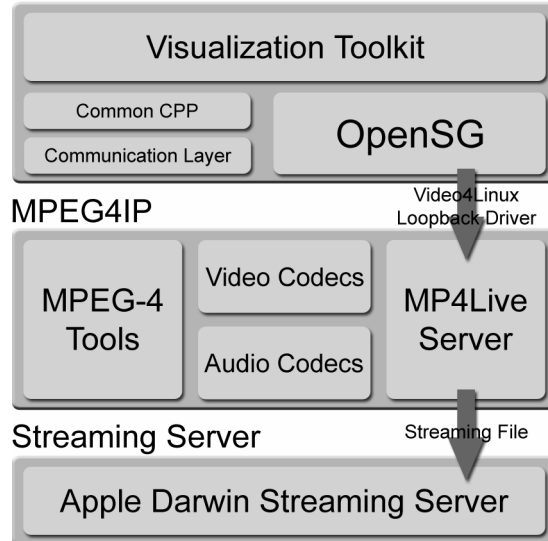 Visualization Toolkit
Common CPP
Communication Layer
OpenSG
Video4Linux
Loopback Driver
MPEG4IP
MPEG-4
Tools
Video Codecs
Audio Codecs
MP4Live
Server
Streaming File
Streaming Server
Apple Darwin Streaming Server